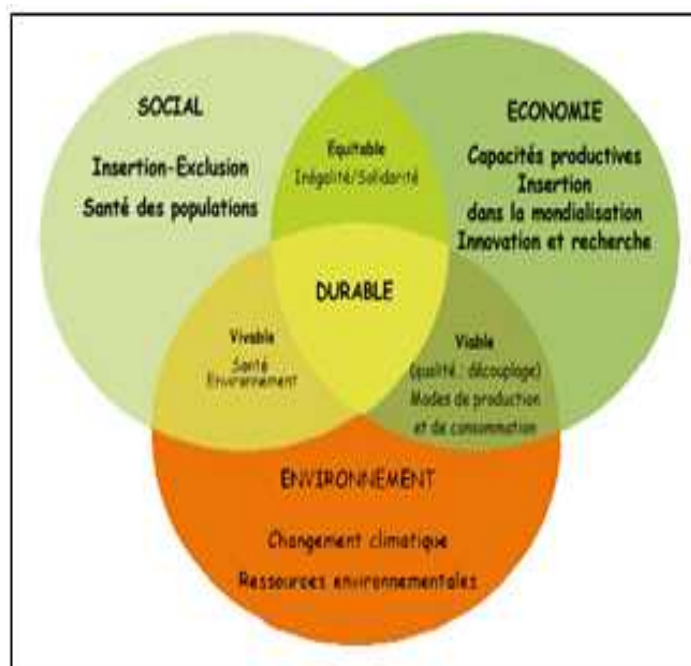 SOCIAL
Insertion-Exclusion
Santé des populations
Equitable
Inégalité/Solidarité
ECONOMIE
Capacités productives
Insertion
dans la mondialisation
Innovation et recherche
DURABLE
Vivable
Santé
Environnement
Viable
(qualité : découplage)
Modes de production
et de consommation
ENVIRONNEMENT
Changement climatique
Ressources environnementales